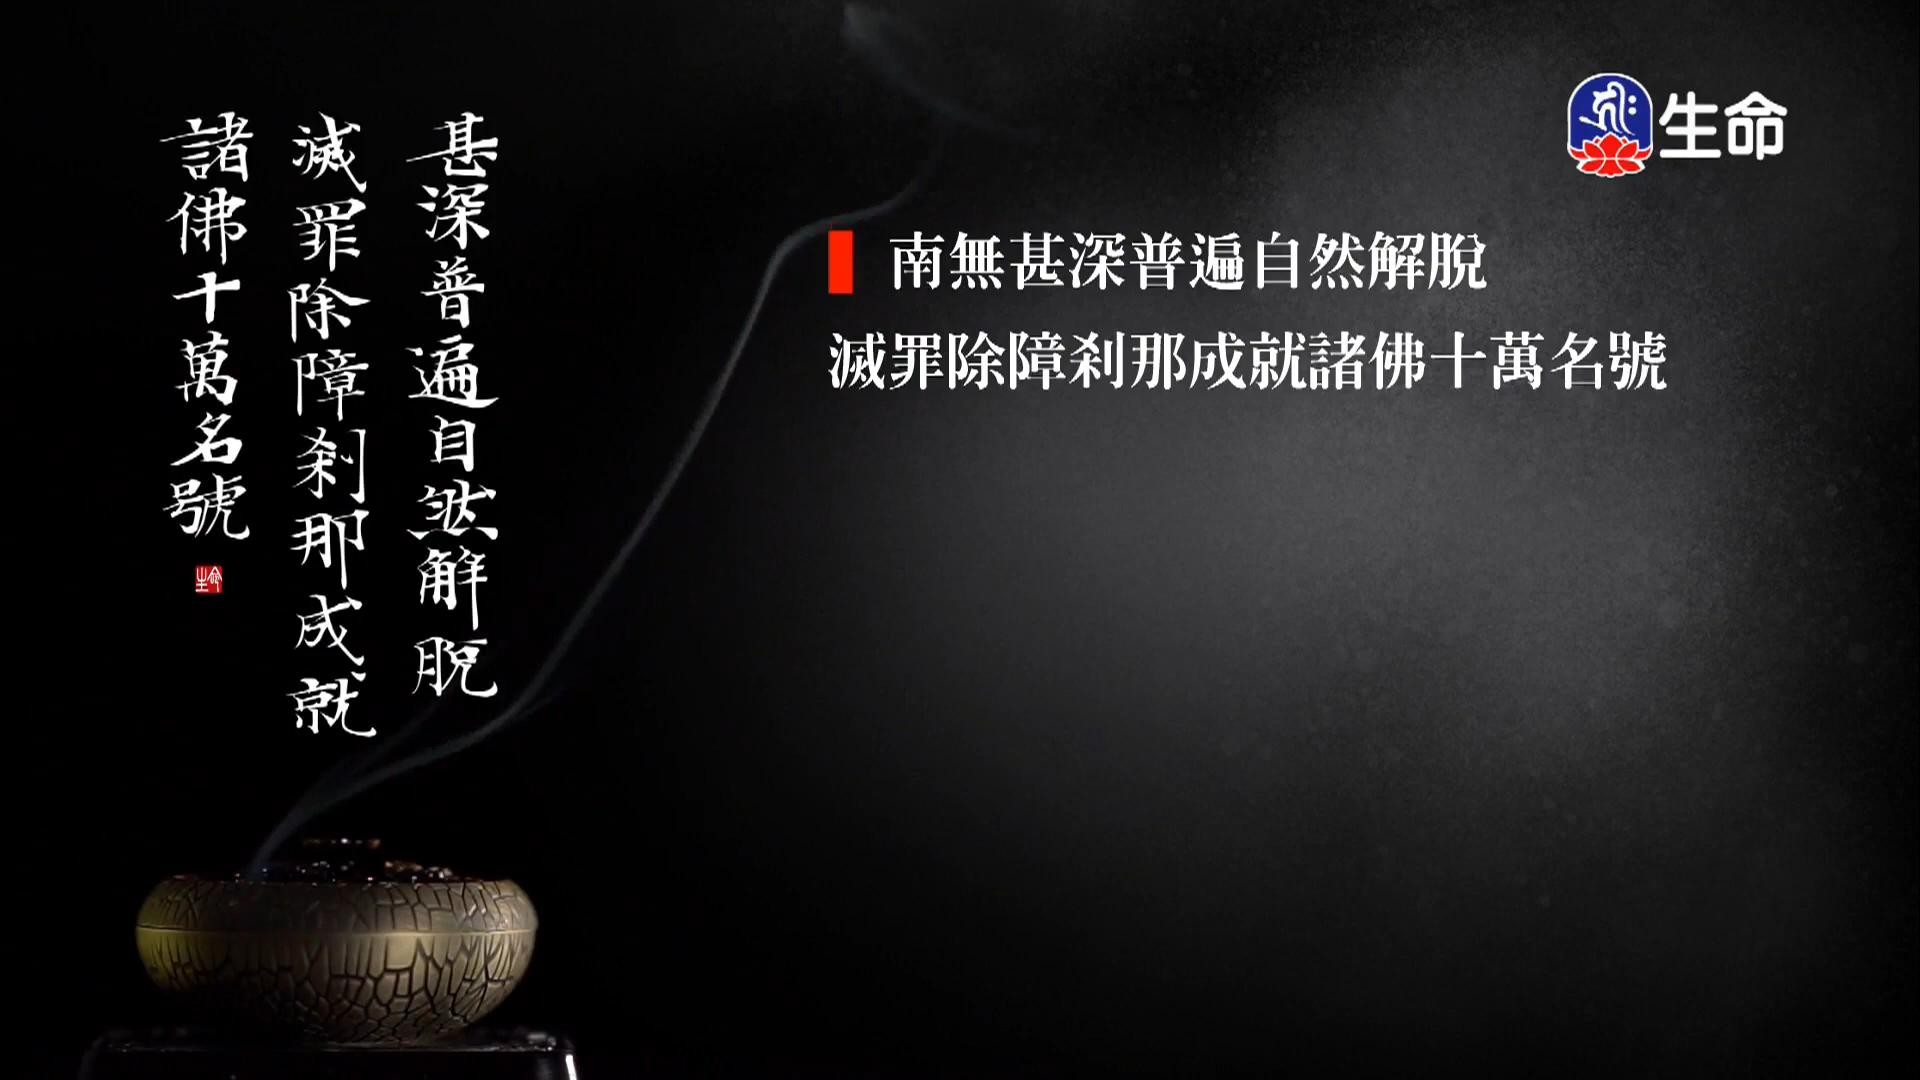 甚深普遍自然解脫
滅罪除障剎那成就
諸佛十萬名號
生命
生命
南無甚深普遍自然解脫
滅罪除障剎那成就諸佛十萬名號